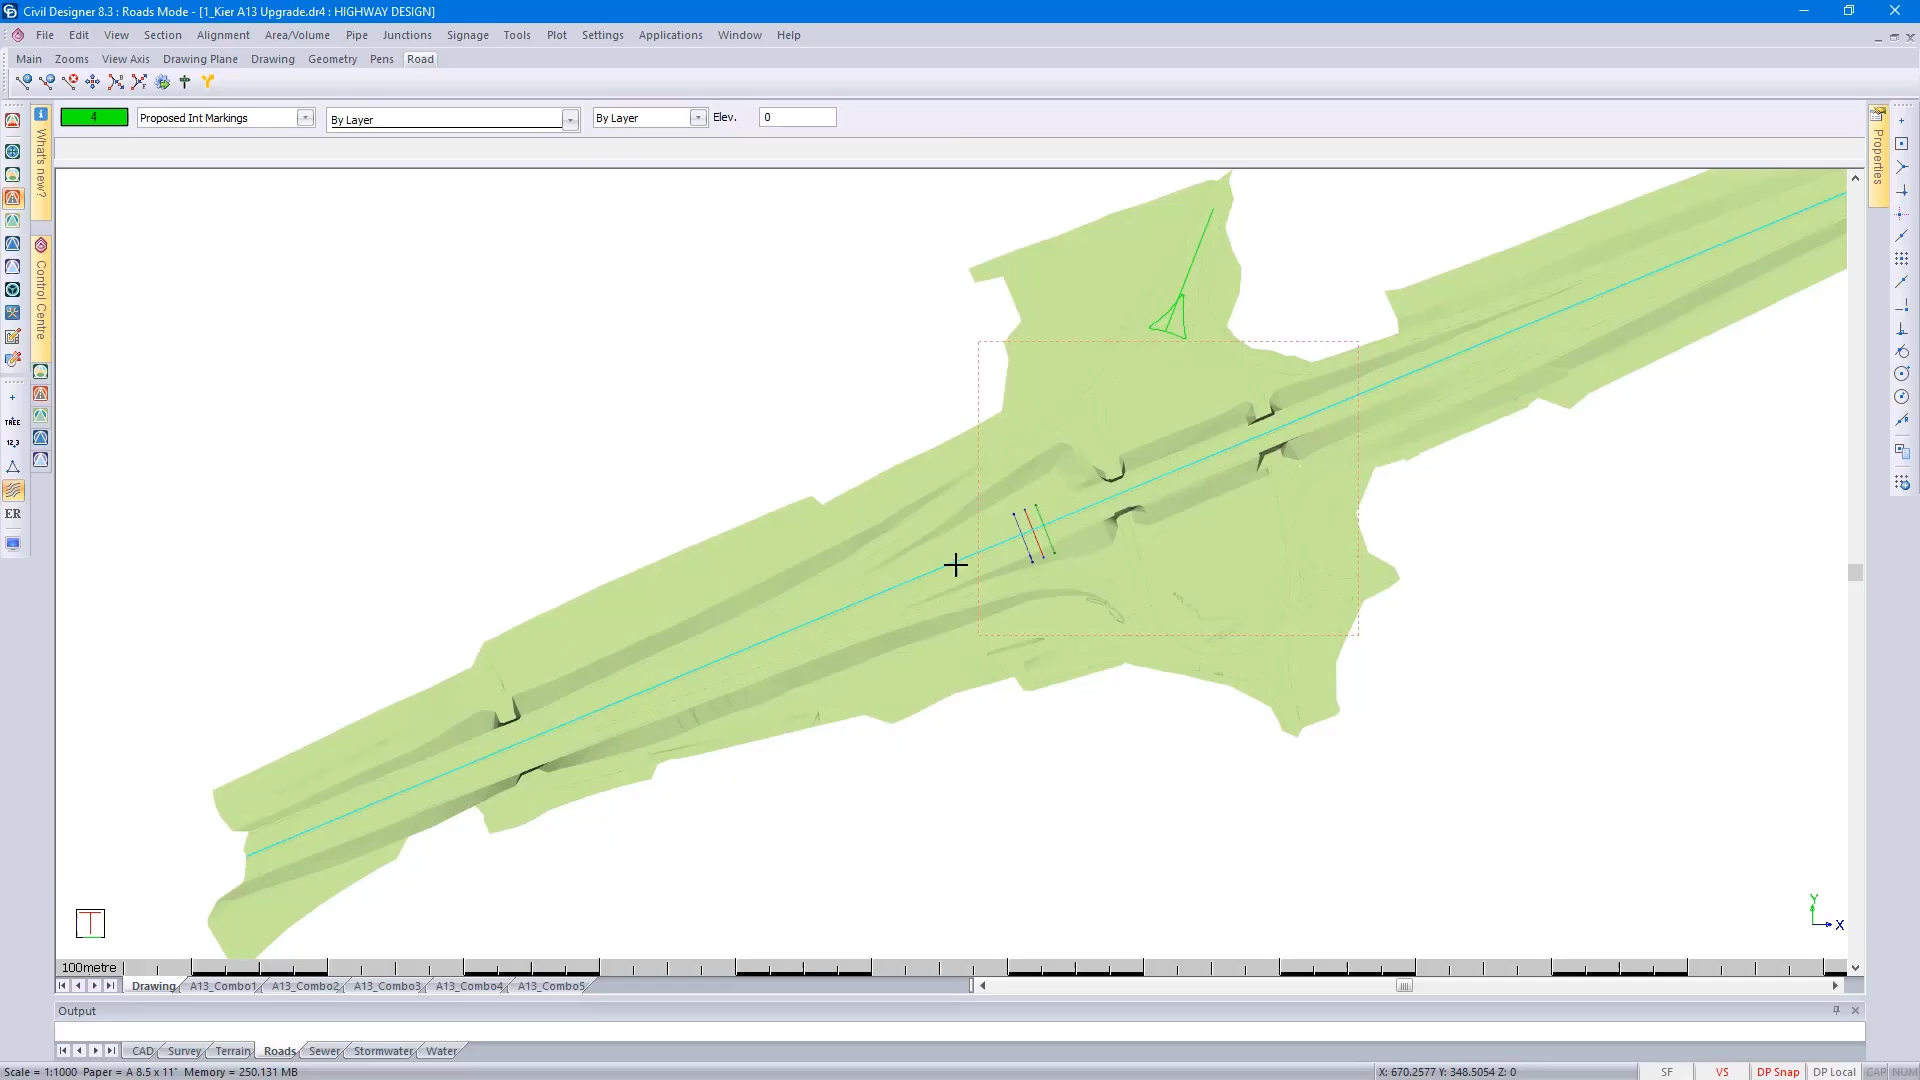 Civil Designer 8.3 : Roads Mode - [1_Kier A13 Upgrade.dr4 : HIGHWAY DESIGN]
File Edit View Section Alignment Area/Volume Pipe Junctions Signage Tools Plot Settings Applications Window Help
Main Zooms View Axis Drawing Plane Drawing Geometry Pens Road
4 Proposed Int Markings By Layer By Layer Elev. 0
What's new?
Control Centre
Properties
TREE
12.3
ER
Y
X
100metre
Drawing A13_Combo1 A13_Combo2 A13_Combo3 A13_Combo4 A13_Combo5
Output
CAD Survey Terrain Roads Sewer Stormwater Water
Scale = 1:1000 Paper = A 8.5 x 11" Memory = 250.131 MB X: 670.2577 Y: 348.5054 Z: 0 SF VS DP Snap DP Local CAP NUM